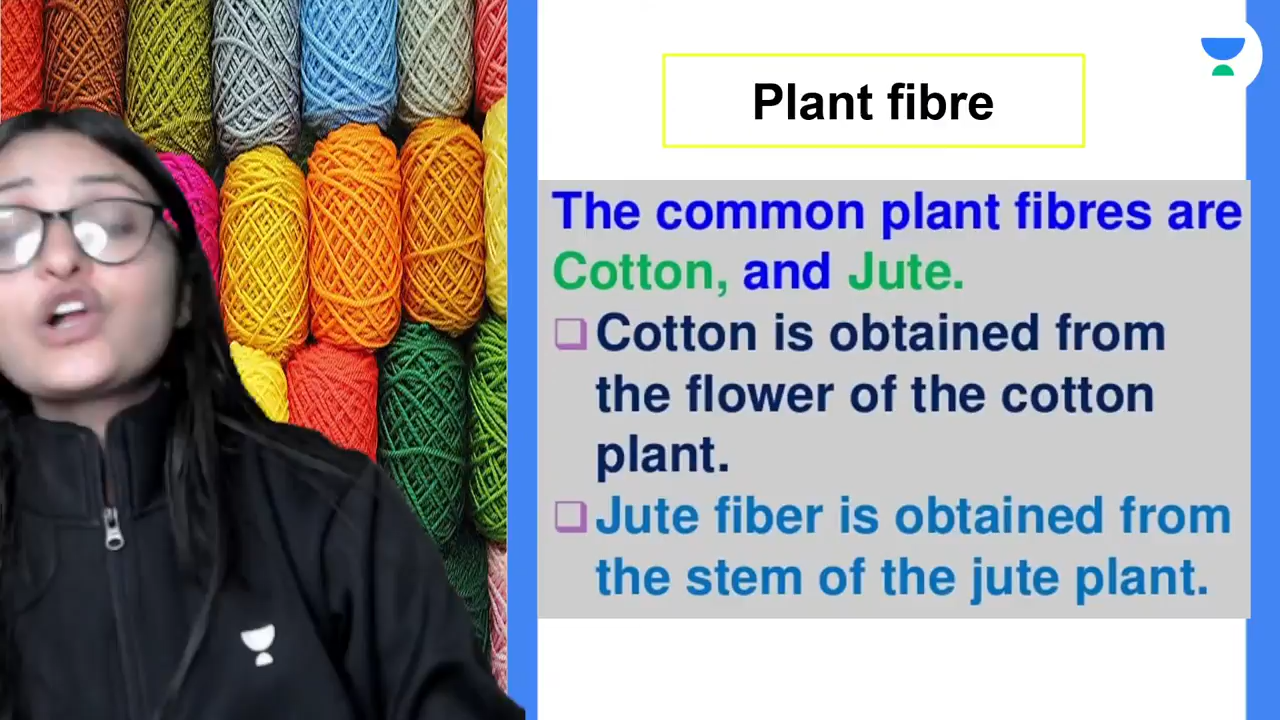 Plant fibre
The common plant fibres are
Cotton, and Jute.
Cotton is obtained from
the flower of the cotton
plant.
Jute fiber is obtained from
the stem of the jute plant.